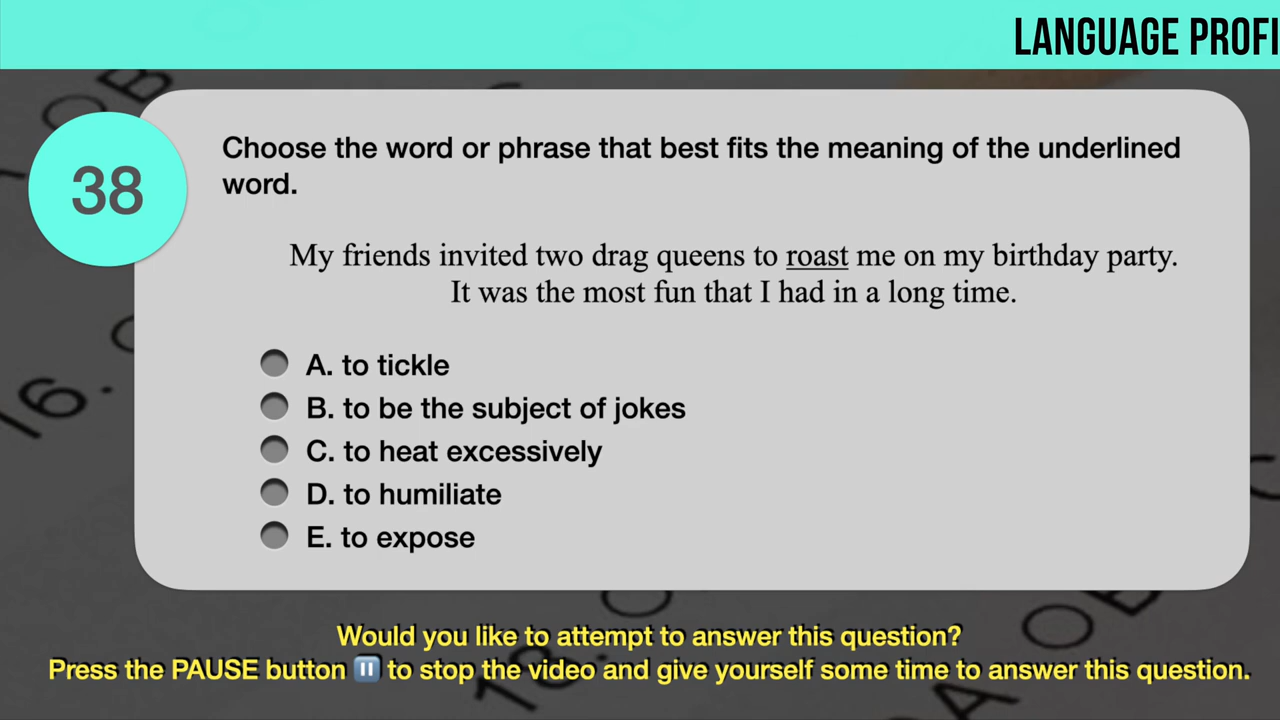 LANGUAGE PROFI
38
Choose the word or phrase that best fits the meaning of the underlined
word.
My friends invited two drag queens to roast me on my birthday party.
It was the most fun that I had in a long time.
A. to tickle
B. to be the subject of jokes
C. to heat excessively
D. to humiliate
E. to expose
Would you like to attempt to answer this question?
Press the PAUSE button ⏸ to stop the video and give yourself some time to answer this question.
16.
18.